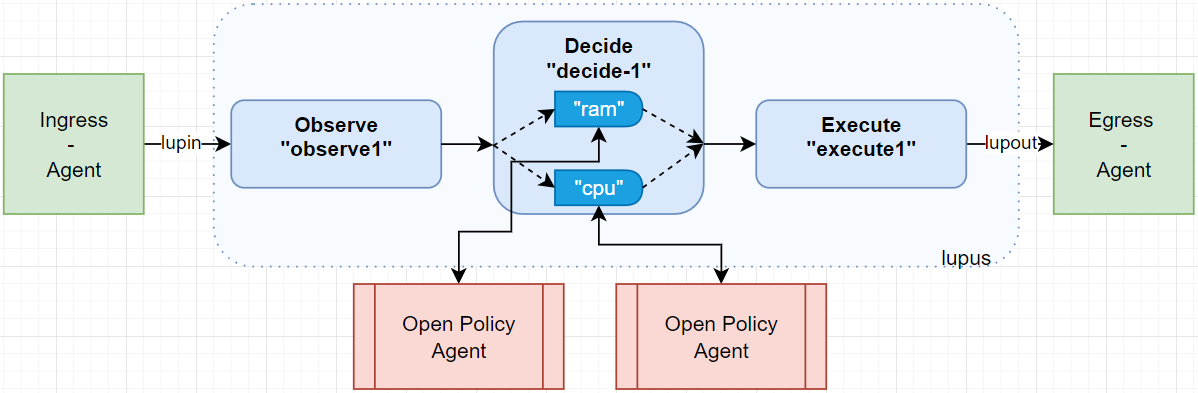 Ingress
-
Agent
lupin
Observe
"observe1"
Decide
"decide-1"
"ram"
"cpu"
Execute
"execute1"
lupout
Egress
-
Agent
lupus
Open Policy
Agent
Open Policy
Agent